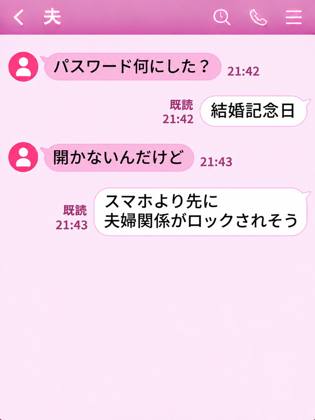 夫
パスワード何にした？
21:42
既読
21:42
結婚記念日
開かないんだけど
21:43
既読
21:43
スマホより先に
夫婦関係がロックされそう